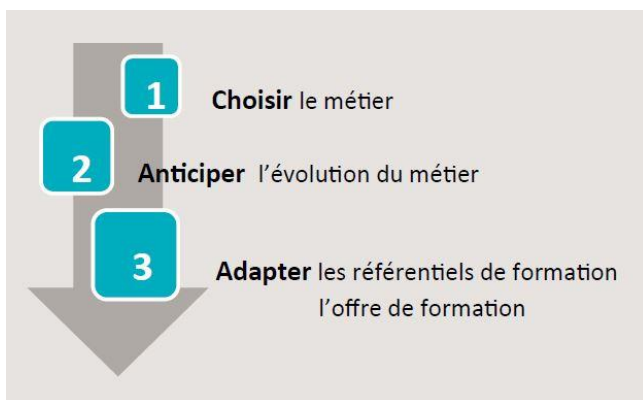 1 Choisir le métier
2 Anticiper l'évolution du métier
3 Adapter les référentiels de formation
l'offre de formation